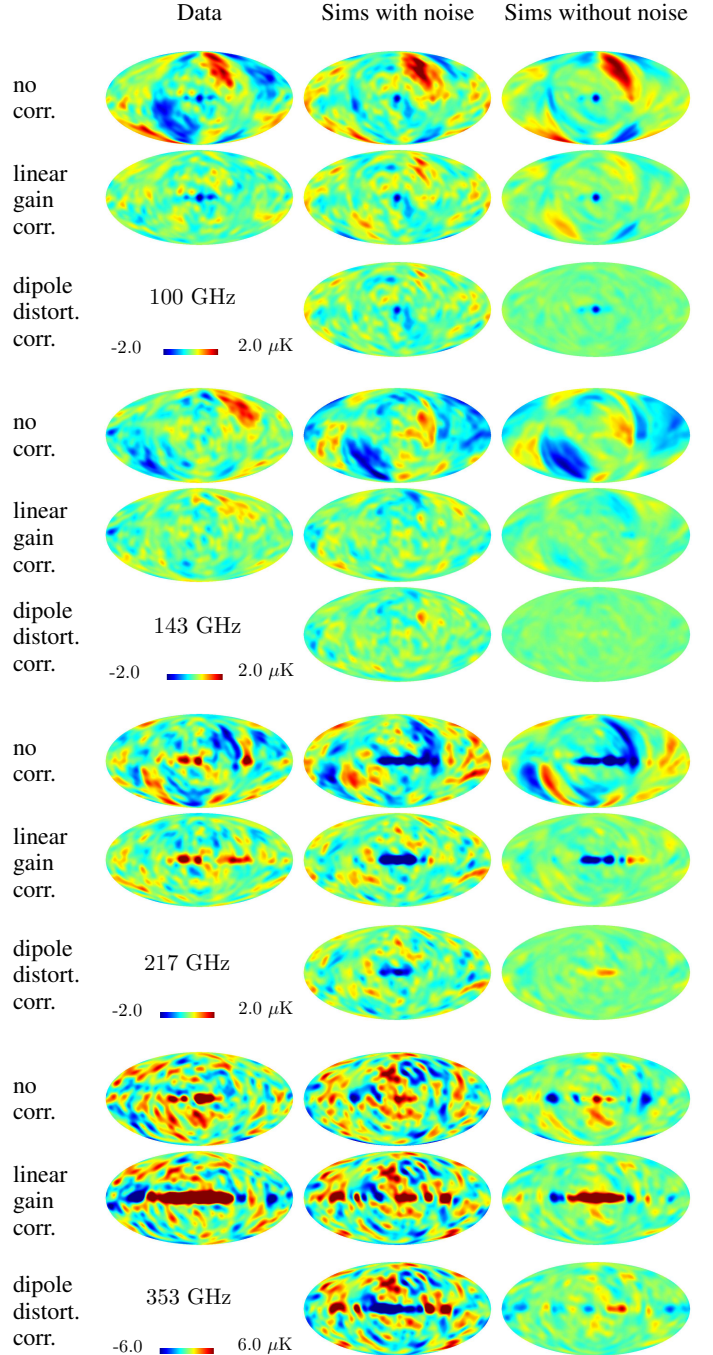 Data Sims with noise Sims without noise
no
corr.
linear
gain
corr.
dipole
distort.
corr.
100 GHz
-2.0 2.0 μK
no
corr.
linear
gain
corr.
dipole
distort.
corr.
143 GHz
-2.0 2.0 μK
no
corr.
linear
gain
corr.
dipole
distort.
corr.
217 GHz
-2.0 2.0 μK
no
corr.
linear
gain
corr.
dipole
distort.
corr.
353 GHz
-6.0 6.0 μK